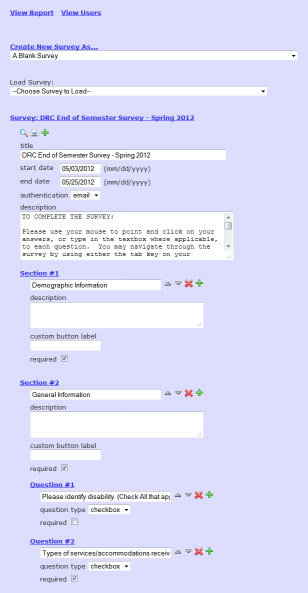 View Report View Users
Create New Survey As...
A Blank Survey
Load Survey:
--Choose Survey to Load--
Survey: DRC End of Semester Survey - Spring 2012
title
DRC End of Semester Survey - Spring 2012
start date 05/03/2012 (mm/dd/yyyy)
end date 05/25/2012 (mm/dd/yyyy)
authentication email
description
TO COMPLETE THE SURVEY:
Please use your mouse to point and click on your
answers, or type in the textbox where applicable,
to each question. You may navigate through the
survey by using either the tab key on your
Section #1
Demographic Information
description
custom button label
required
Section #2
General Information
description
custom button label
required
Question #1
Please identify disability. (Check All that app
question type checkbox
required
Question #2
Types of services/accommodations receiv
question type checkbox
required